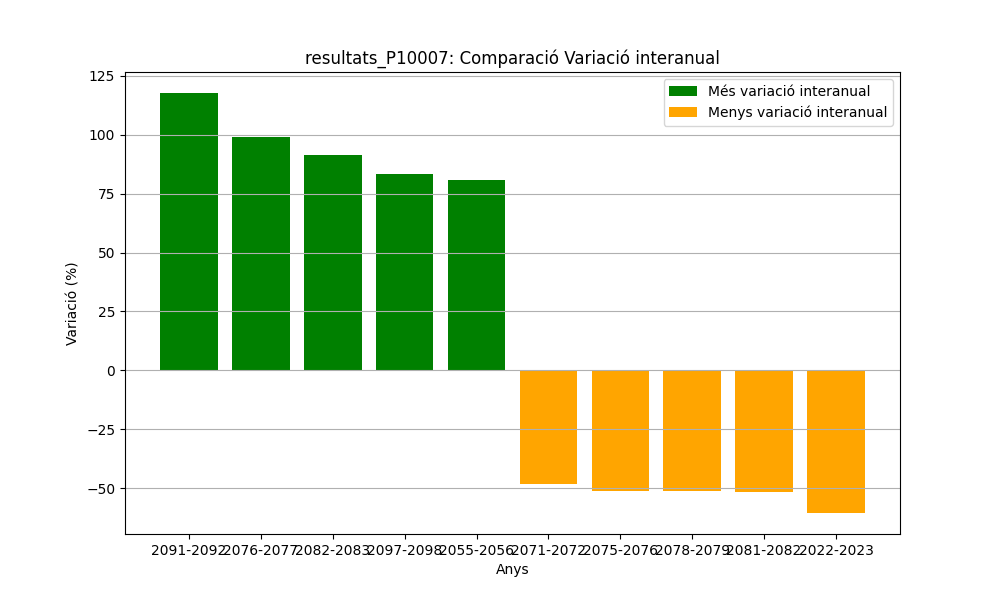 resultats_P10007: Comparació Variació interanual
Més variació interanual
Menys variació interanual
Variació (%)
125
100
75
50
25
0
−25
−50
2091-2092 2076-2077 2082-2083 2097-2098 2055-2056 2071-2072 2075-2076 2078-2079 2081-2082 2022-2023
Anys